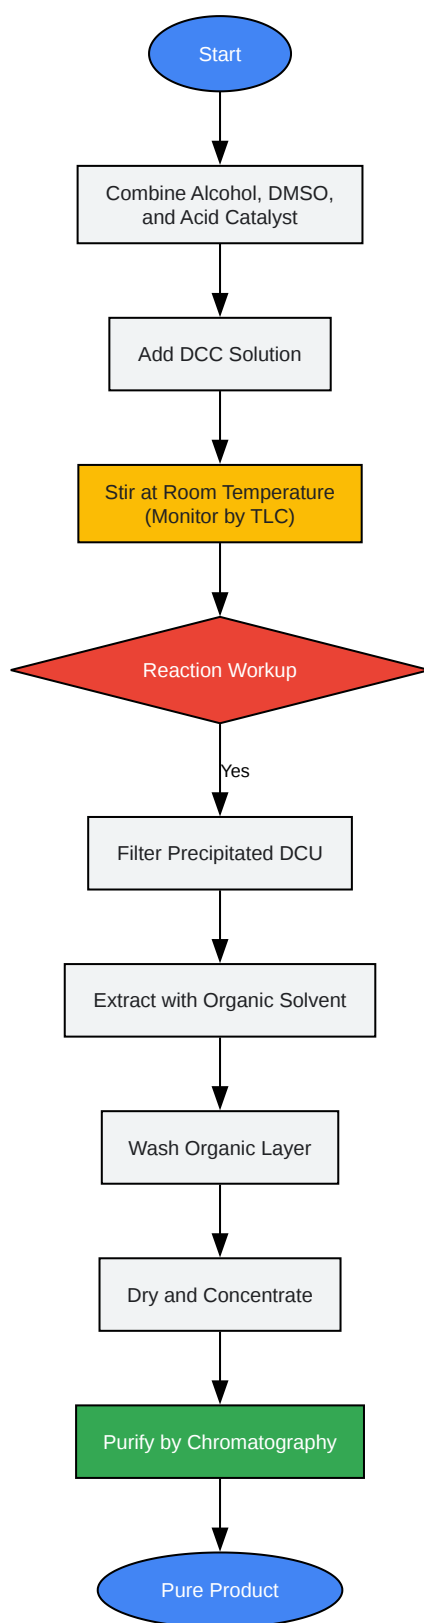 Start
Combine Alcohol, DMSO,
and Acid Catalyst
Add DCC Solution
Stir at Room Temperature
(Monitor by TLC)
Reaction Workup
Yes
Filter Precipitated DCU
Extract with Organic Solvent
Wash Organic Layer
Dry and Concentrate
Purify by Chromatography
Pure Product